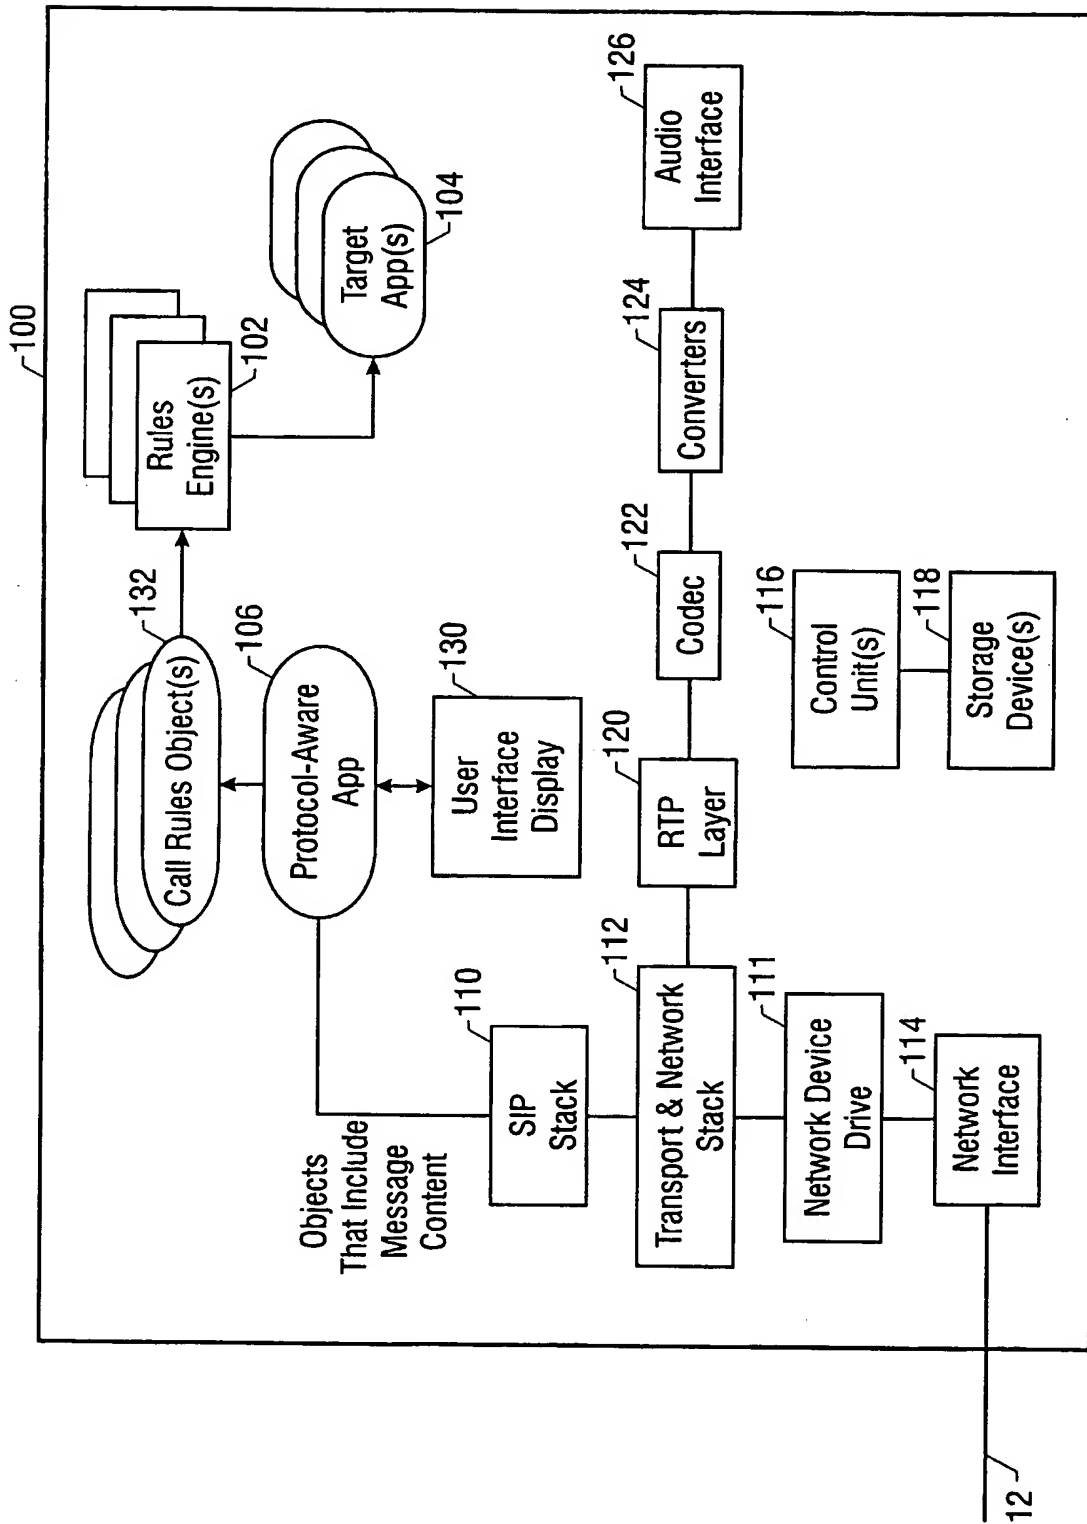 100
Call Rules Object(s)
132
Rules
Engine(s)
102
Target
App(s)
104
Protocol-Aware
App
106
User
Interface
Display
130
Objects
That Include
Message
Content
SIP
Stack
110
Transport & Network
Stack
112
RTP
Layer
120
Codec
122
Converters
124
Audio
Interface
126
Network Device
Drive
111
Network
Interface
114
Control
Unit(s)
116
Storage
Device(s)
118
12